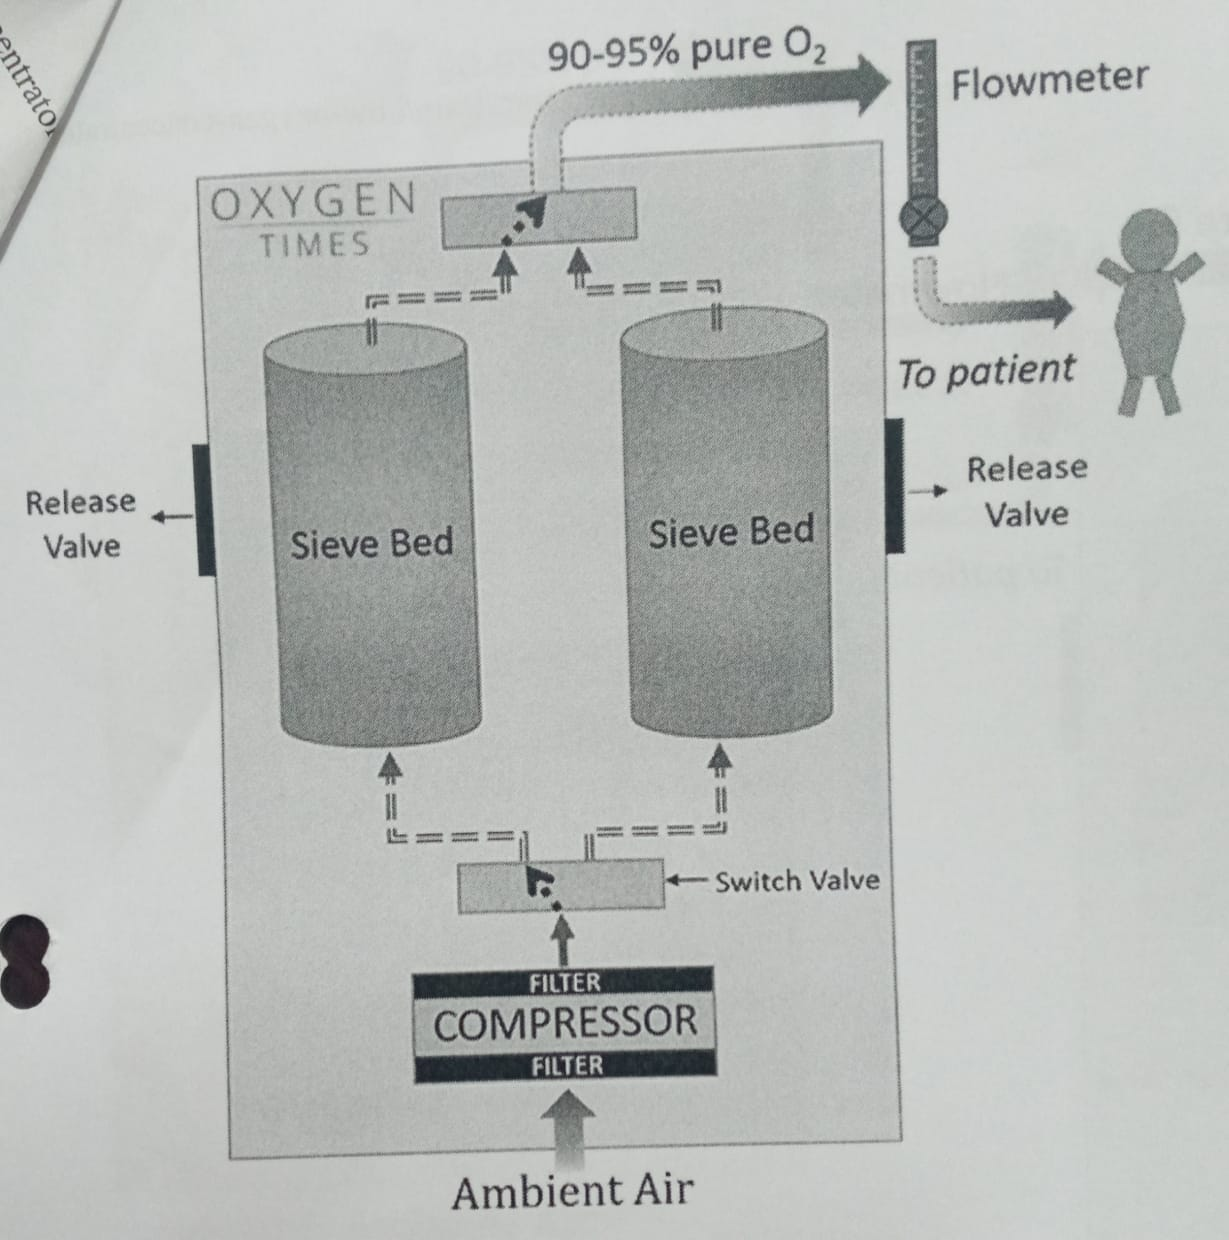 entrator
90-95% pure O₂
Flowmeter
OXYGEN
TIMES
To patient
Release
Valve
Sieve Bed
Sieve Bed
Release
Valve
Switch Valve
FILTER
COMPRESSOR
FILTER
Ambient Air